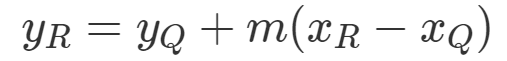 y_R = y_Q + m(x_R − x_Q)